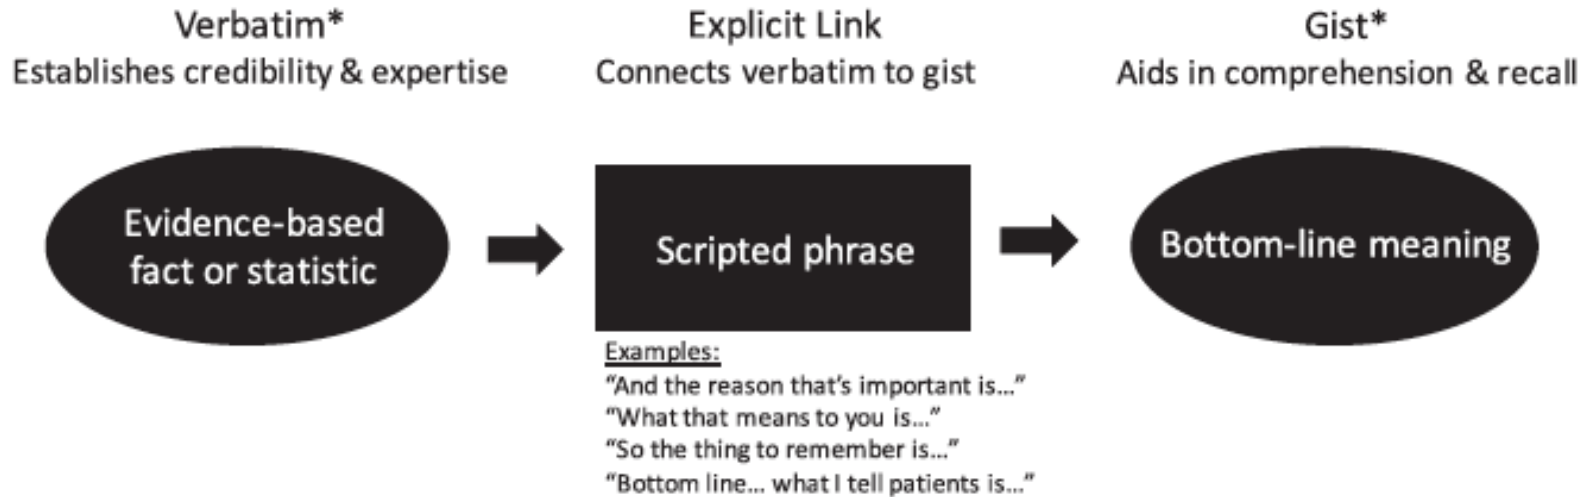 Verbatim*
Establishes credibility & expertise
Explicit Link
Connects verbatim to gist
Gist*
Aids in comprehension & recall
Evidence-based
fact or statistic
Scripted phrase
Bottom-line meaning
Examples:
“And the reason that’s important is…”
“What that means to you is…”
“So the thing to remember is…”
“Bottom line… what I tell patients is…”